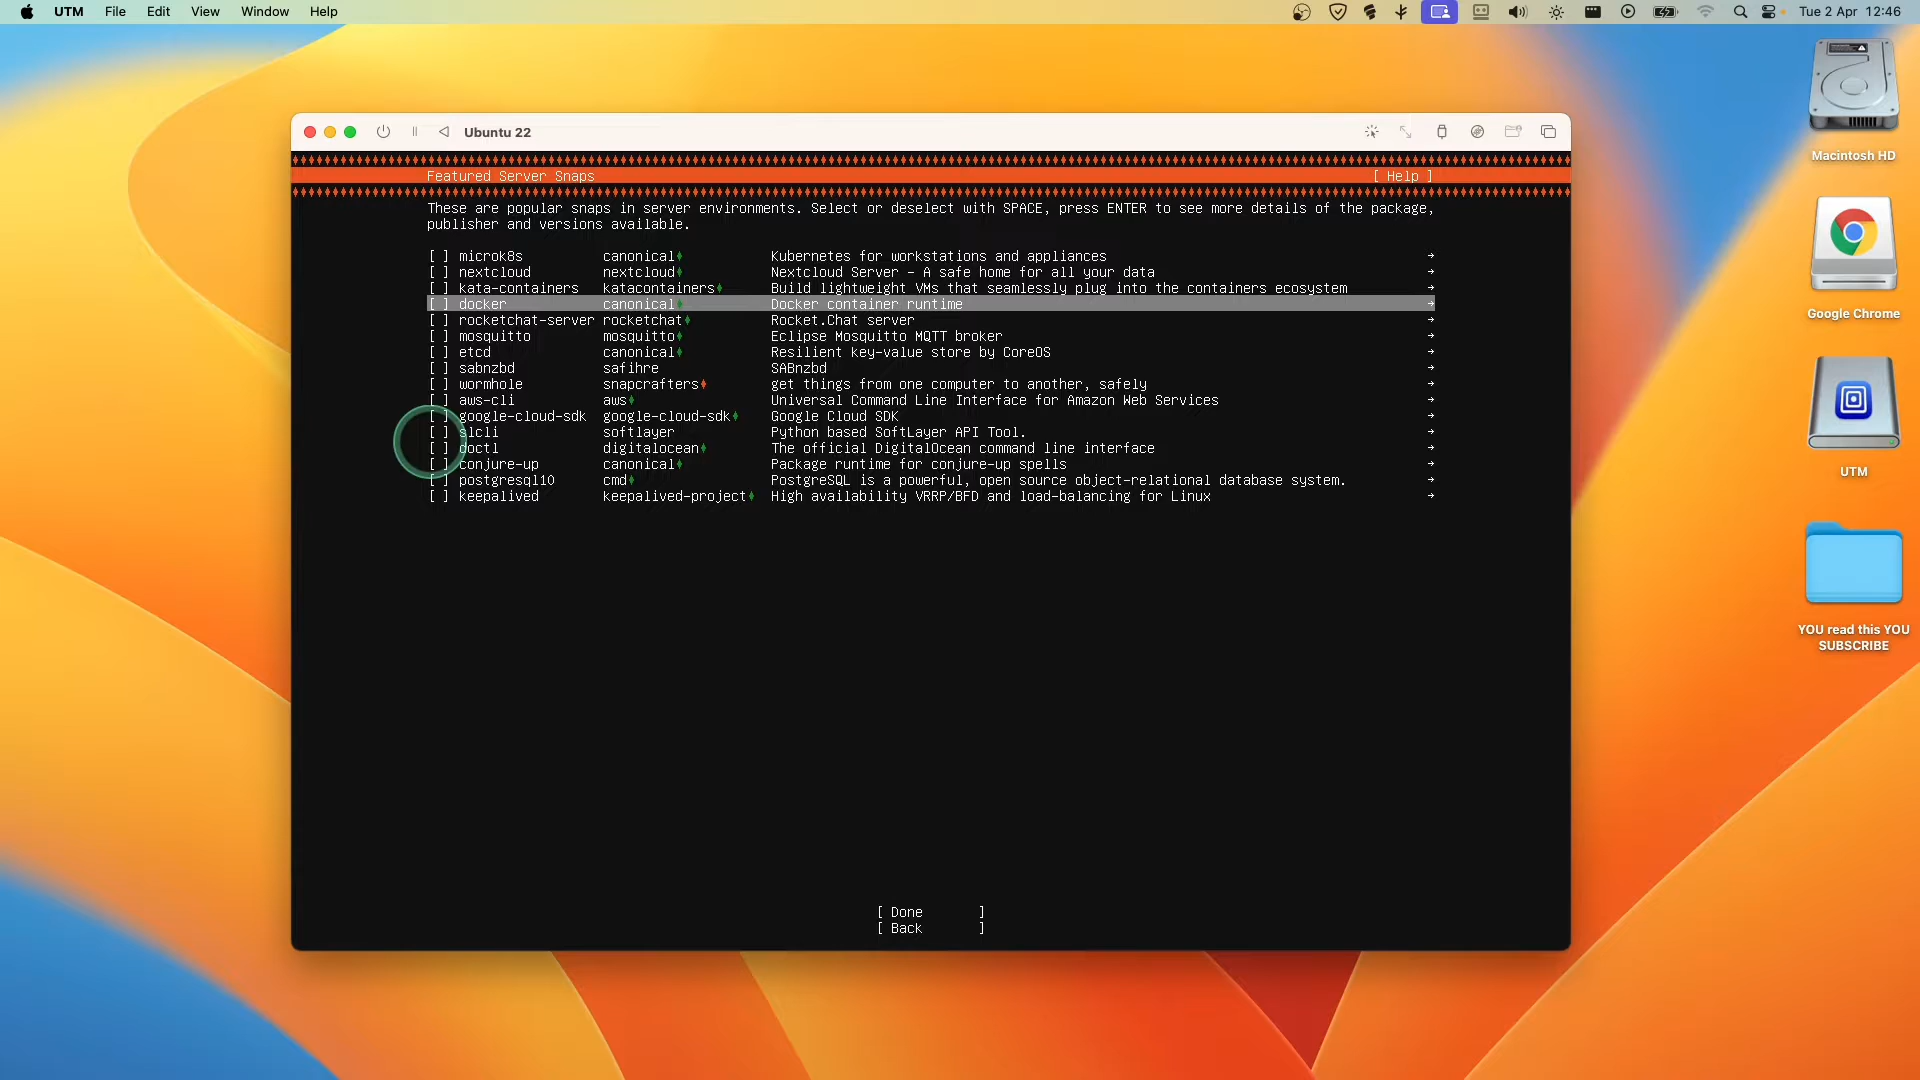 UTM File Edit View Window Help Tue 2 Apr 12:46
Ubuntu 22
Featured Server Snaps [ Help ]
These are popular snaps in server environments. Select or deselect with SPACE, press ENTER to see more details of the package,
publisher and versions available.
[ ] microk8s canonical♦ Kubernetes for workstations and appliances →
[ ] nextcloud nextcloud♦ Nextcloud Server - A safe home for all your data →
[ ] kata-containers katacontainers♦ Build lightweight VMs that seamlessly plug into the containers ecosystem →
[ ] docker canonical♦ Docker container runtime →
[ ] rocketchat-server rocketchat♦ Rocket.Chat server →
[ ] mosquitto mosquitto♦ Eclipse Mosquitto MQTT broker →
[ ] etcd canonical♦ Resilient key-value store by CoreOS →
[ ] sabnzbd safihre SABnzbd →
[ ] wormhole snapcrafters♦ get things from one computer to another, safely →
[ ] aws-cli aws♦ Universal Command Line Interface for Amazon Web Services →
[ ] google-cloud-sdk google-cloud-sdk♦ Google Cloud SDK →
[ ] slcli softlayer Python based SoftLayer API Tool. →
[ ] doctl digitalocean♦ The official DigitalOcean command line interface →
[ ] conjure-up canonical♦ Package runtime for conjure-up spells →
[ ] postgresql10 cmd♦ PostgreSQL is a powerful, open source object-relational database system. →
[ ] keepalived keepalived-project♦ High availability VRRP/BFD and load-balancing for Linux →
[ Done ]
[ Back ]
Macintosh HD
Google Chrome
UTM
YOU read this YOU
SUBSCRIBE